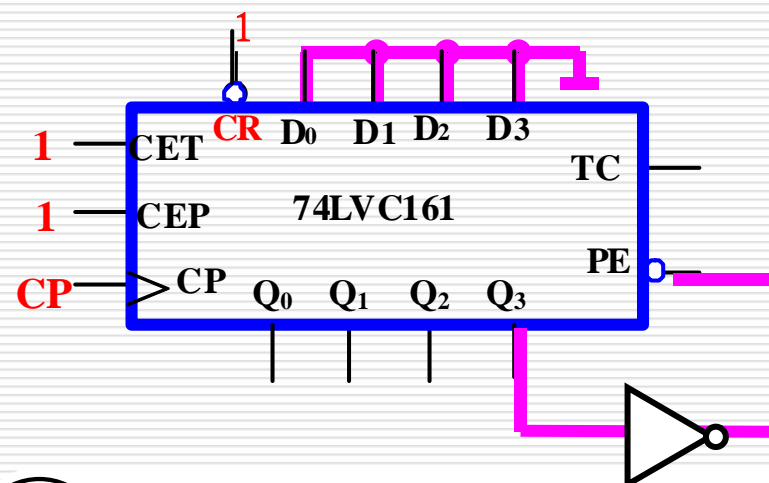 1
CR D0 D1 D2 D3
1 CET
TC
1 CEP 74LVC161
PE
CP CP Q0 Q1 Q2 Q3